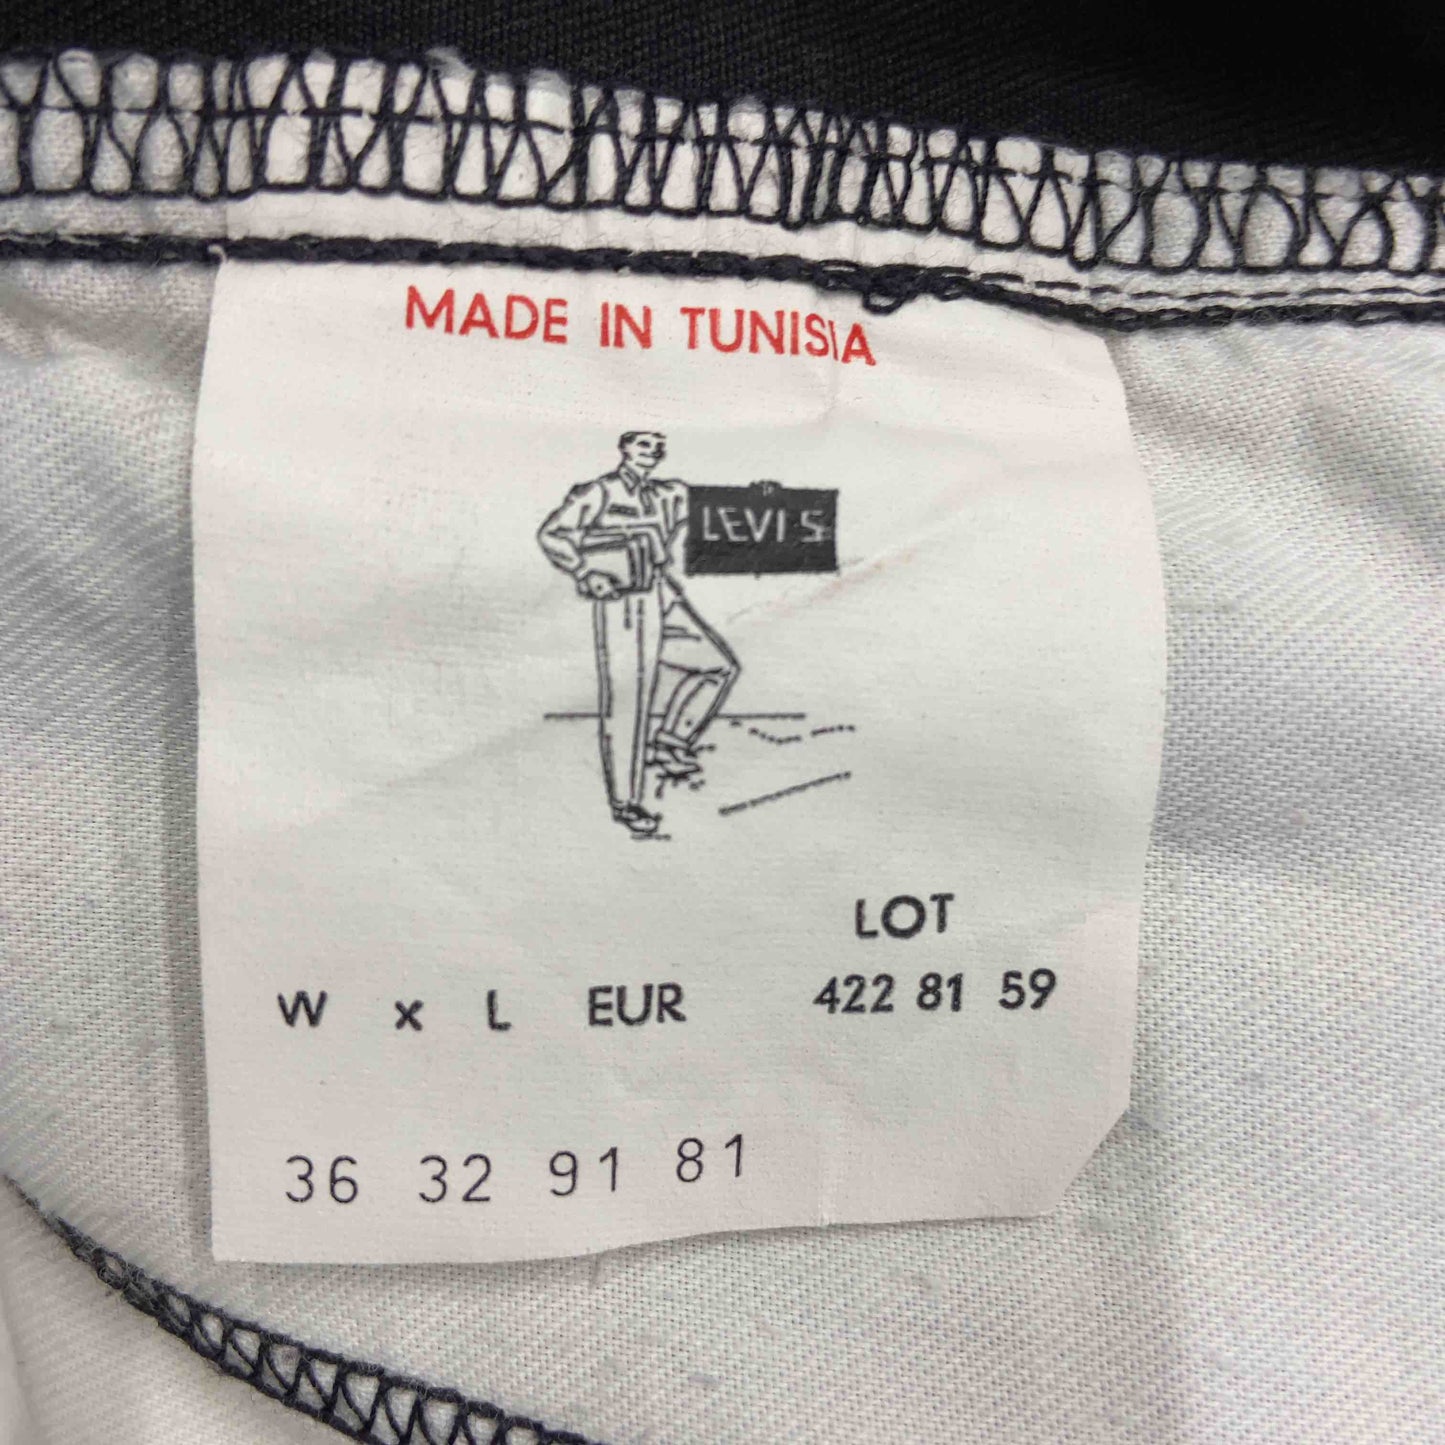 MADE IN TUNISIA
LEVI S
LOT
W x L EUR 422 81 59
36 32 91 81